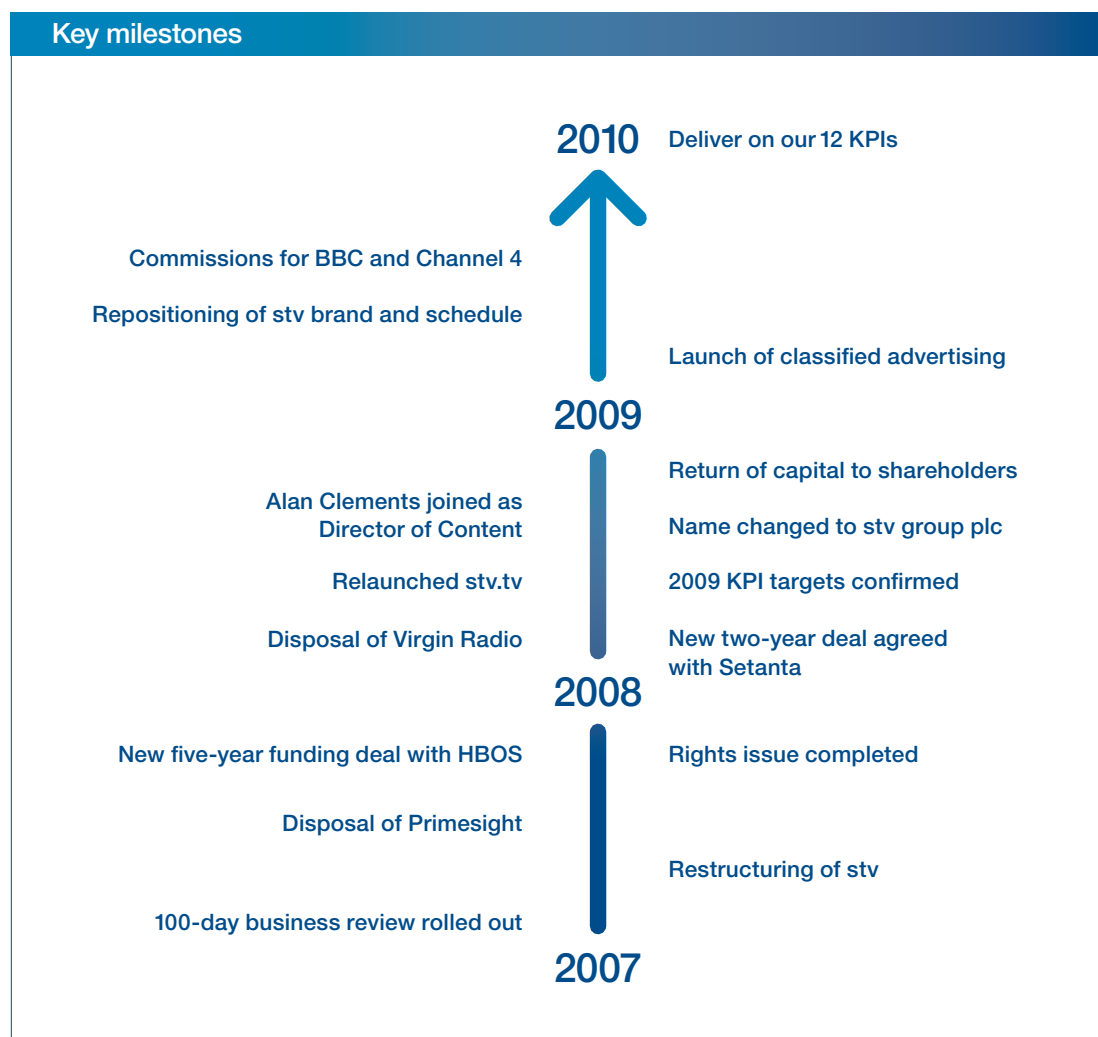 Key milestones
2010
Deliver on our 12 KPIs
Commissions for BBC and Channel 4
Repositioning of stv brand and schedule
Launch of classified advertising
2009
Return of capital to shareholders
Alan Clements joined as
Director of Content
Name changed to stv group plc
Relaunched stv.tv
2009 KPI targets confirmed
Disposal of Virgin Radio
New two-year deal agreed
with Setanta
2008
New five-year funding deal with HBOS
Rights issue completed
Disposal of Primesight
Restructuring of stv
100-day business review rolled out
2007